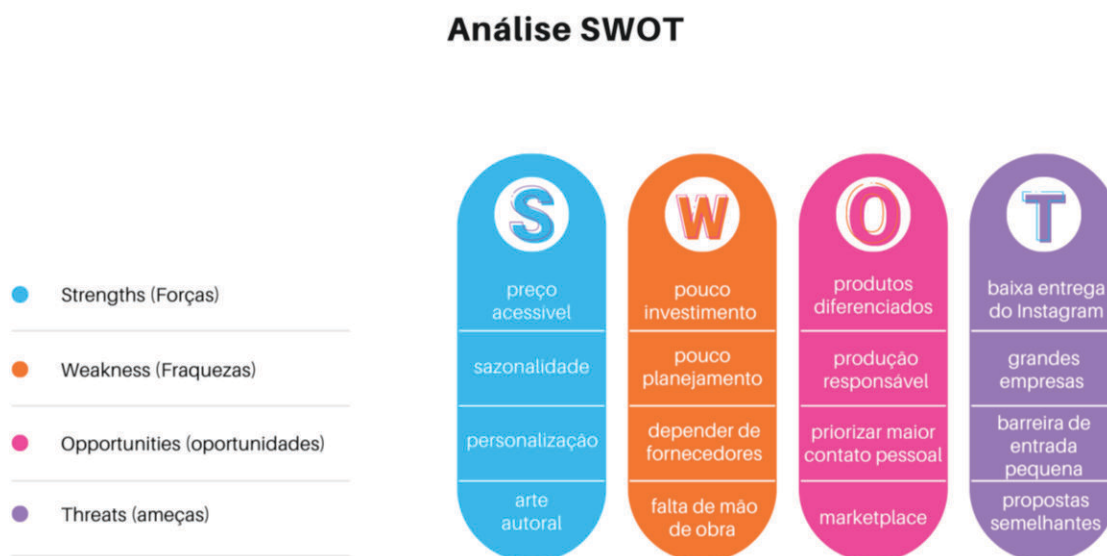 Análise SWOT
Strengths (Forças)
Weakness (Fraquezas)
Opportunities (oportunidades)
Threats (ameças)
S
preço
acessível
sazonalidade
personalização
arte
autoral
W
pouco
investimento
pouco
planejamento
depender de
fornecedores
falta de mão
de obra
O
produtos
diferenciados
produção
responsável
priorizar maior
contato pessoal
marketplace
T
baixa entrega
do Instagram
grandes
empresas
barreira de
entrada
pequena
propostas
semelhantes